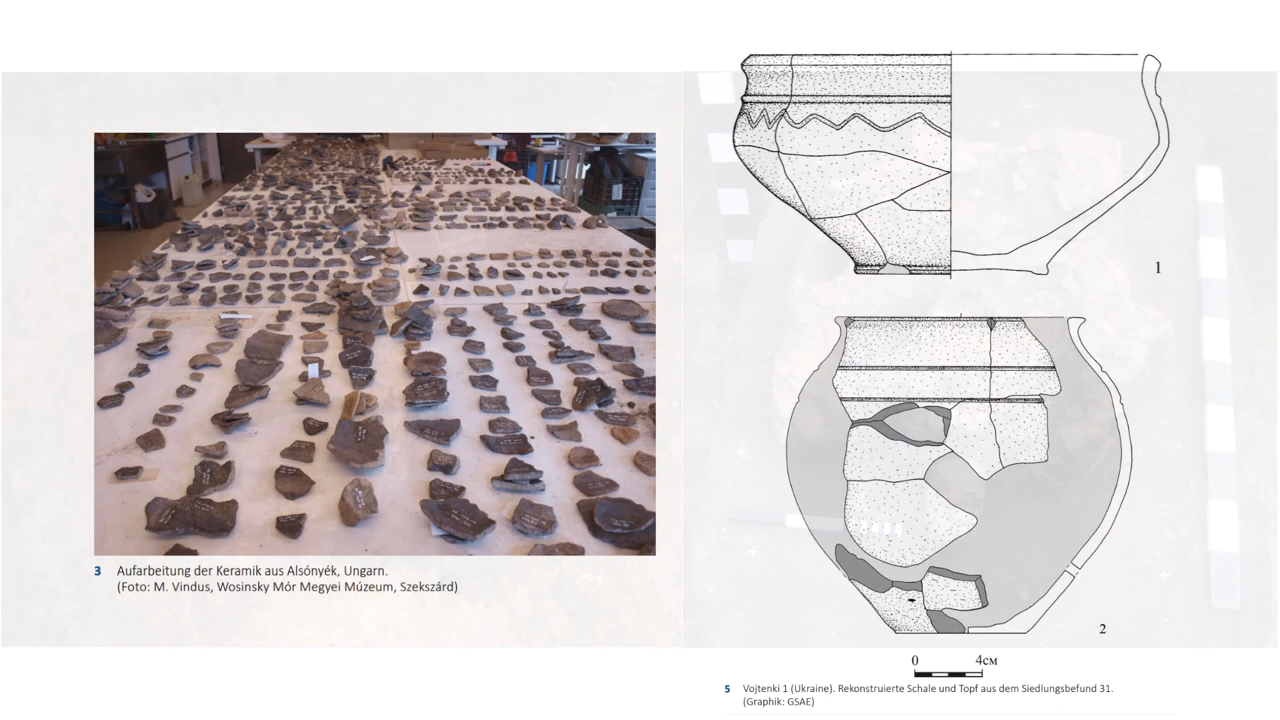 3 Aufarbeitung der Keramik aus Alsónyék, Ungarn.
(Foto: M. Vindus, Wosinsky Mór Megyei Múzeum, Szekszárd)
1
2
0 4см
5 Vojtenki 1 (Ukraine). Rekonstruierte Schale und Topf aus dem Siedlungsbefund 31.
(Graphik: GSAE)